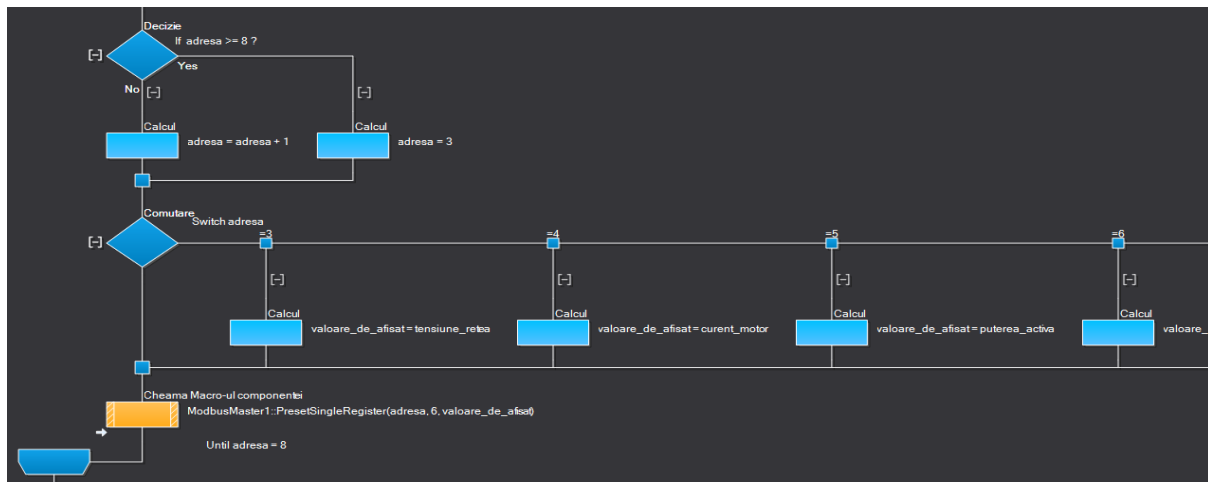 Decizie
If adresa >= 8 ?
[-]
Yes
No
[-]
[-]
Calcul
adresa = adresa + 1
Calcul
adresa = 3
Comutare
Switch adresa
[-]
=3
=4
=5
=6
[-]
[-]
[-]
[-]
Calcul
valoare_de_afisat = tensiune_retea
Calcul
valoare_de_afisat = curent_motor
Calcul
valoare_de_afisat = puterea_activa
Calcul
valoare_
Cheama Macro-ul componentei
ModbusMaster1::PresetSingleRegister(adresa, 6, valoare_de_afisat)
Until adresa = 8